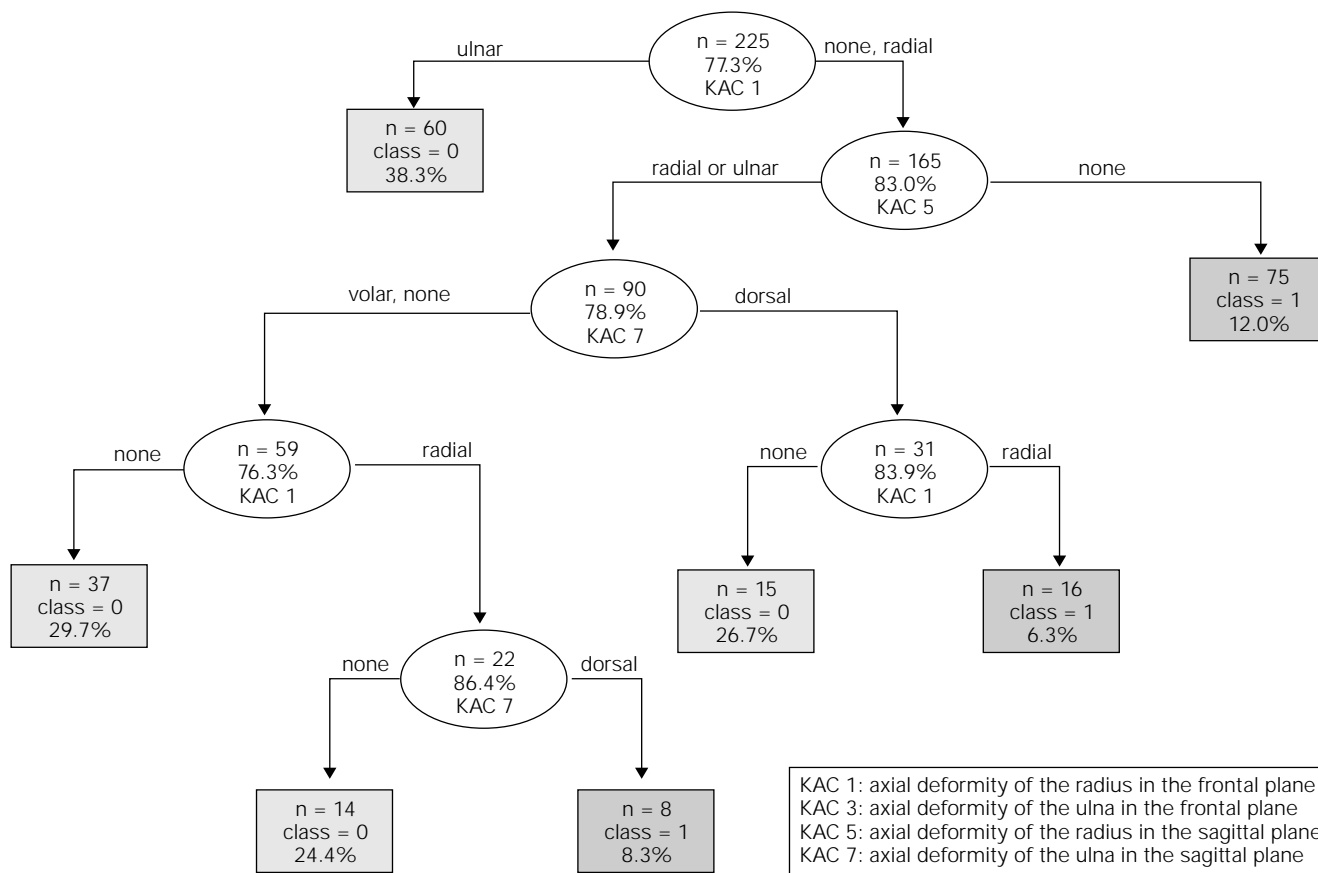 n = 225
77.3%
KAC 1
ulnar
none, radial
n = 60
class = 0
38.3%
n = 165
83.0%
KAC 5
radial or ulnar
none
n = 90
78.9%
KAC 7
volar, none
dorsal
n = 75
class = 1
12.0%
n = 59
76.3%
KAC 1
none
radial
n = 31
83.9%
KAC 1
none
radial
n = 37
class = 0
29.7%
n = 22
86.4%
KAC 7
none
dorsal
n = 15
class = 0
26.7%
n = 16
class = 1
6.3%
n = 14
class = 0
24.4%
n = 8
class = 1
8.3%
KAC 1: axial deformity of the radius in the frontal plane
KAC 3: axial deformity of the ulna in the frontal plane
KAC 5: axial deformity of the radius in the sagittal plane
KAC 7: axial deformity of the ulna in the sagittal plane